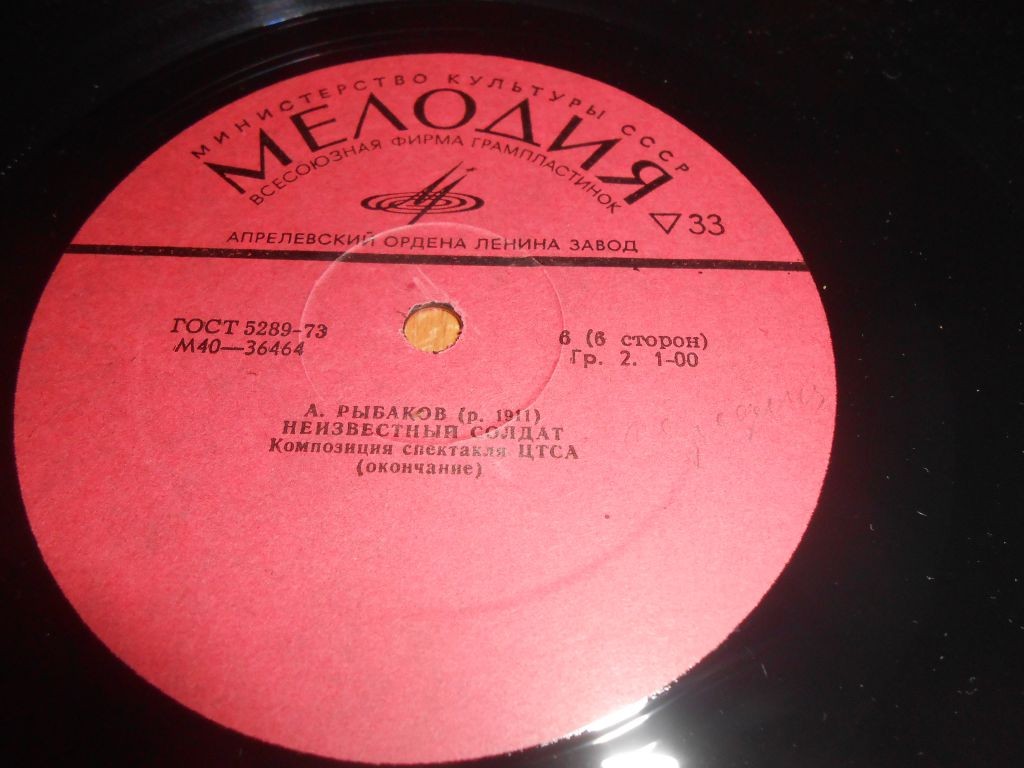 МИНИСТЕРСТВО КУЛЬТУРЫ СССР
МЕЛОДИЯ
ВСЕСОЮЗНАЯ ФИРМА ГРАМПЛАСТИНОК
▽33
АПРЕЛЕВСКИЙ ОРДЕНА ЛЕНИНА ЗАВОД
ГОСТ 5289-73
М40—36464
6 (6 сторон)
Гр. 2. 1-00
А. РЫБАКОВ (р. 1911)
НЕИЗВЕСТНЫЙ СОЛДАТ
Композиция спектакля ЦТСА
(окончание)